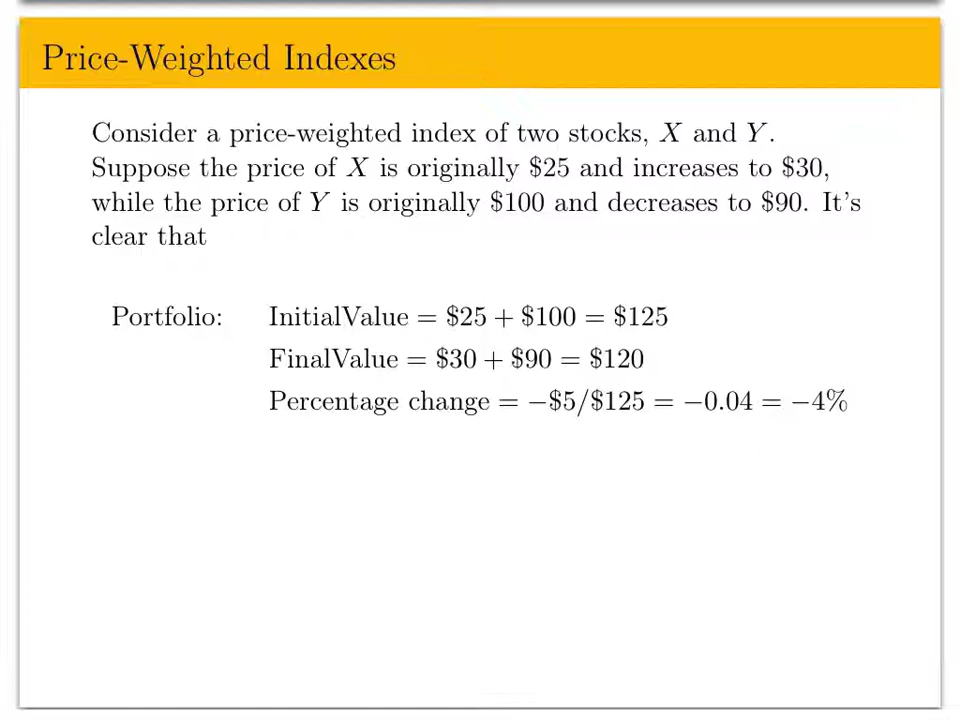 Price-Weighted Indexes
Consider a price-weighted index of two stocks, X and Y.
Suppose the price of X is originally $25 and increases to $30,
while the price of Y is originally $100 and decreases to $90. It's
clear that
Portfolio: InitialValue = $25 + $100 = $125
FinalValue = $30 + $90 = $120
Percentage change = −$5/$125 = −0.04 = −4%